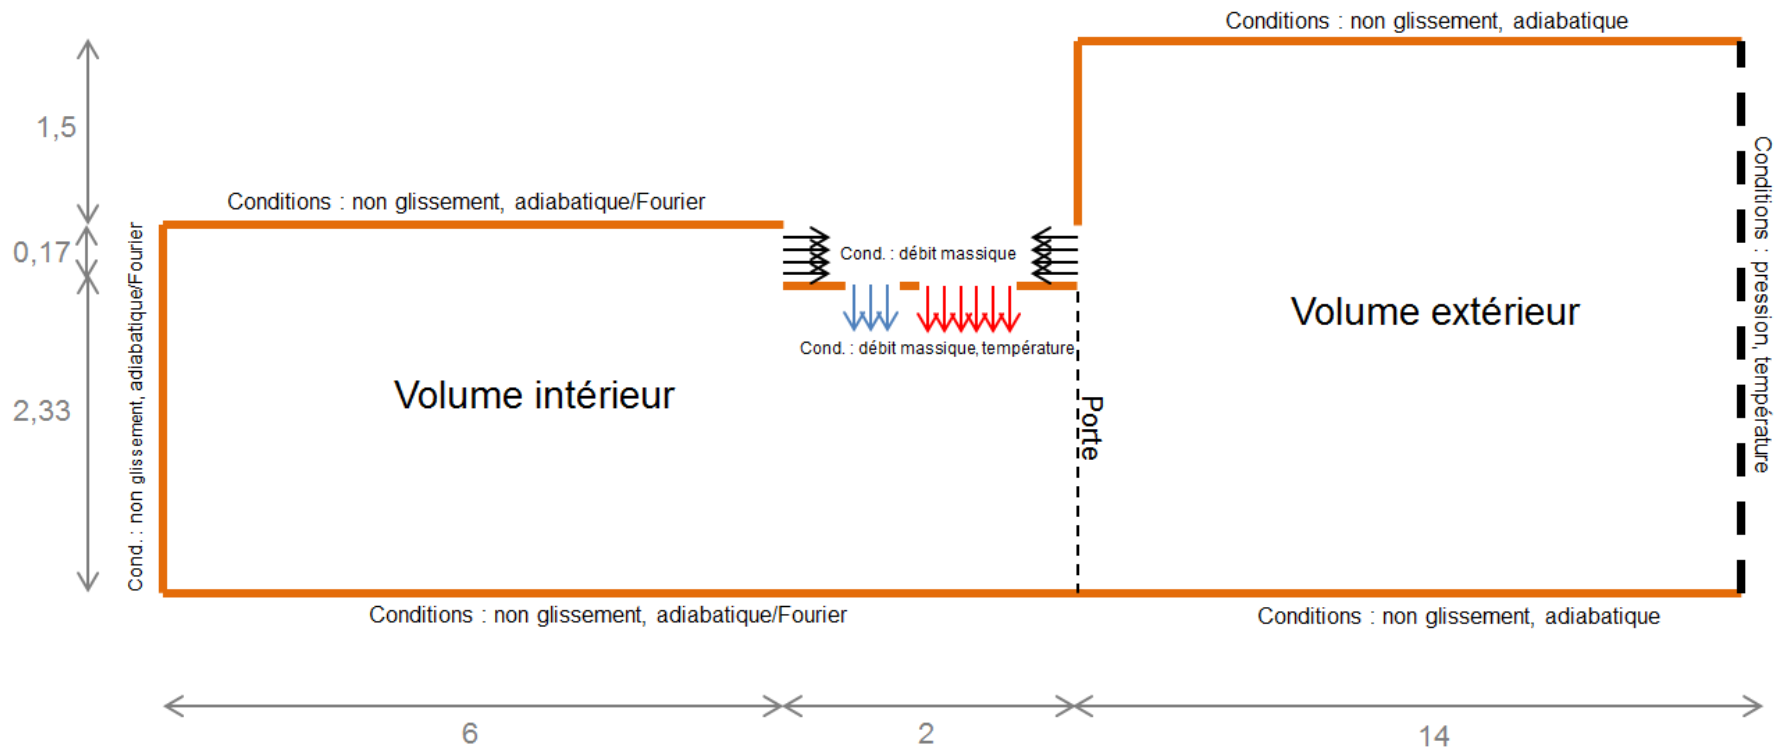 Conditions : non glissement, adiabatique
1,5
Conditions : non glissement, adiabatique/Fourier
0,17
Cond. : débit massique
Cond. : non glissement, adiabatique/Fourier
Conditions : pression, température
Volume extérieur
Cond. : débit massique, température
Volume intérieur
2,33
Porte
Conditions : non glissement, adiabatique/Fourier
Conditions : non glissement, adiabatique
6
2
14